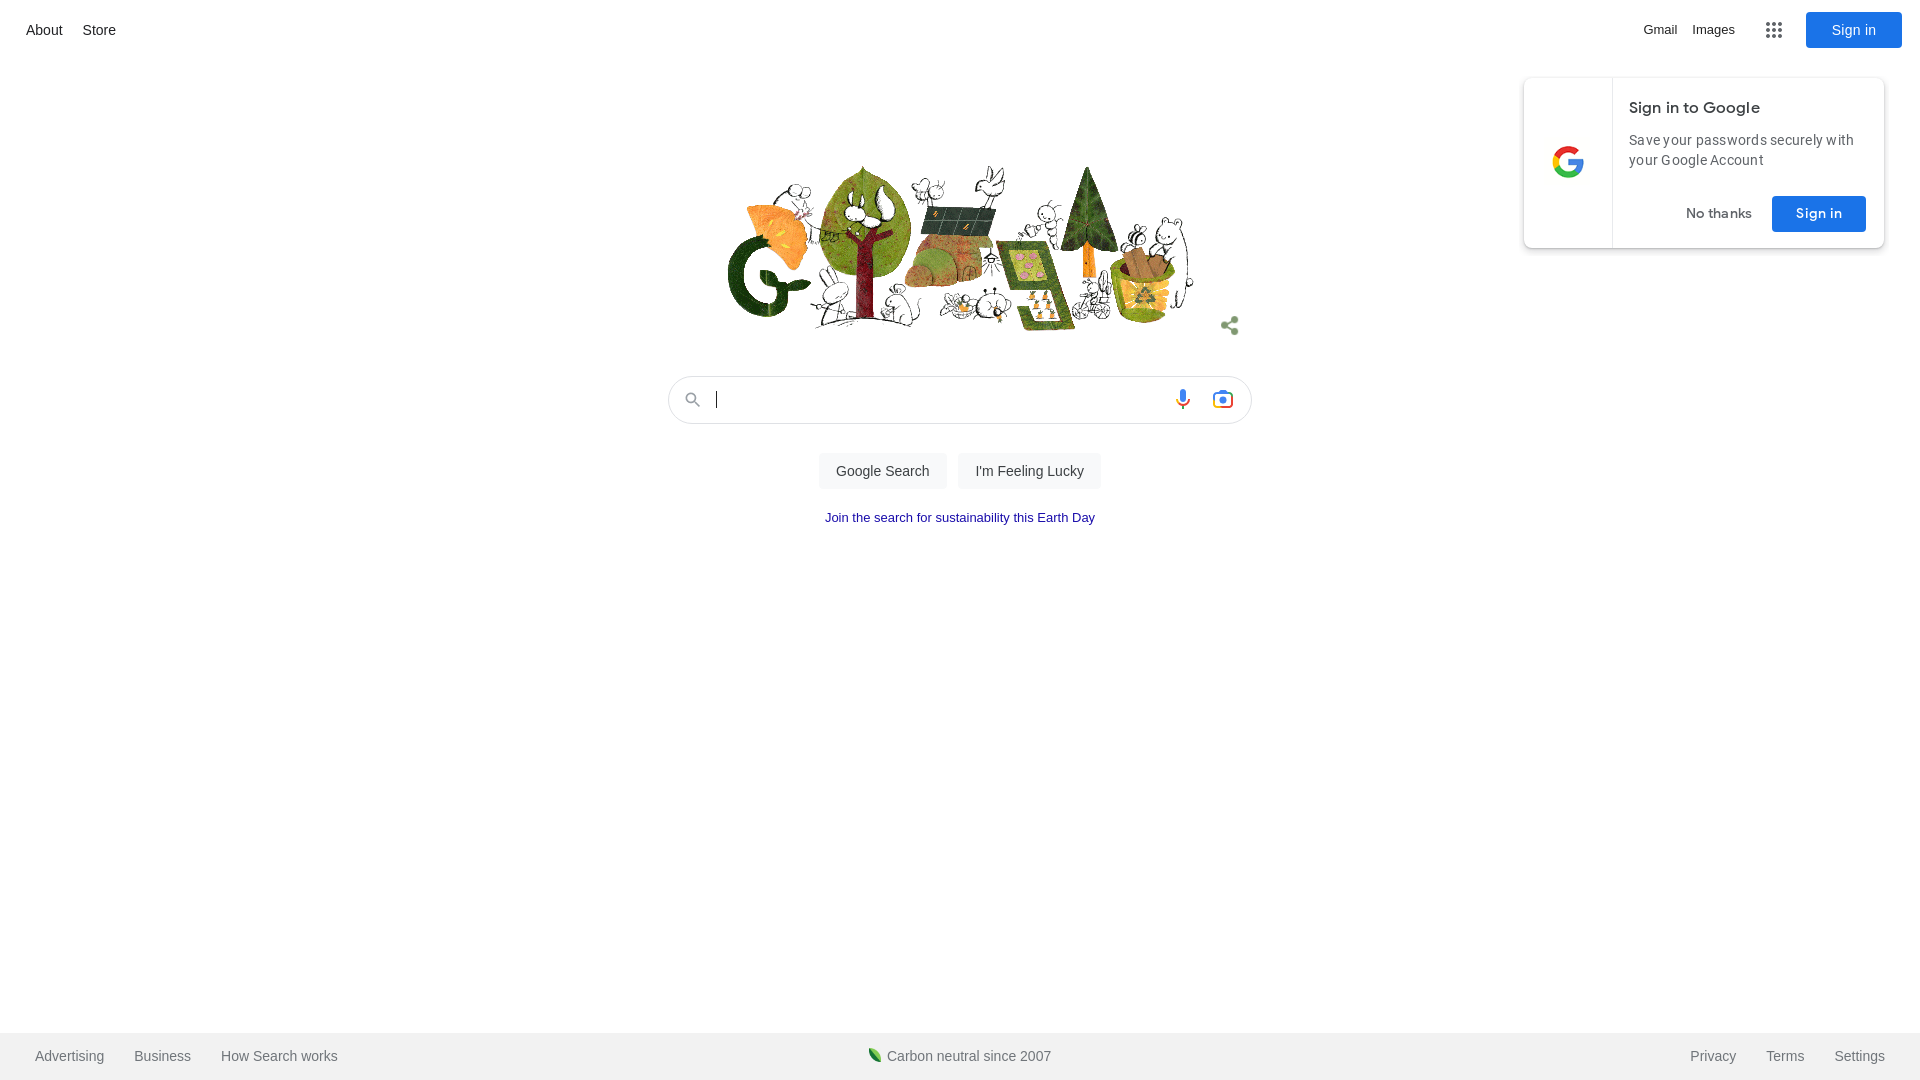 About Store
Gmail Images
Sign in
Sign in to Google
Save your passwords securely with
your Google Account
No thanks Sign in
Google Search I'm Feeling Lucky
Join the search for sustainability this Earth Day
Advertising Business How Search works
Carbon neutral since 2007
Privacy Terms Settings